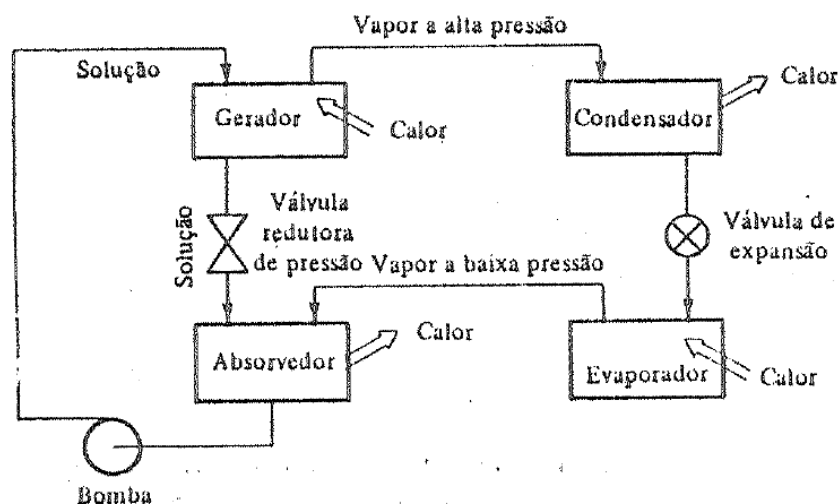 Vapor a alta pressão
Solução
Calor
Gerador
Calor
Condensador
Solução
Válvula
redutora
de pressão
Válvula de
expansão
Vapor a baixa pressão
Calor
Absorvedor
Evaporador
Calor
Bomba